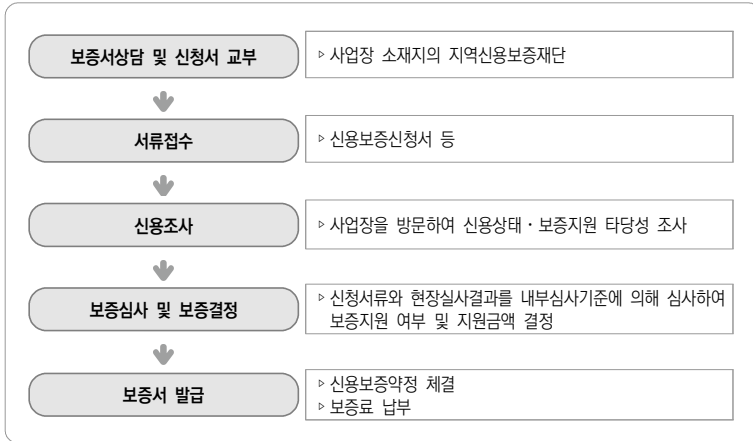 보증서상담 및 신청서 교부
▹ 사업장 소재지의 지역신용보증재단
서류접수
▹ 신용보증신청서 등
신용조사
▹ 사업장을 방문하여 신용상태 · 보증지원 타당성 조사
보증심사 및 보증결정
▹ 신청서류와 현장실사결과를 내부심사기준에 의해 심사하여
보증지원 여부 및 지원금액 결정
보증서 발급
▹ 신용보증약정 체결
▹ 보증료 납부